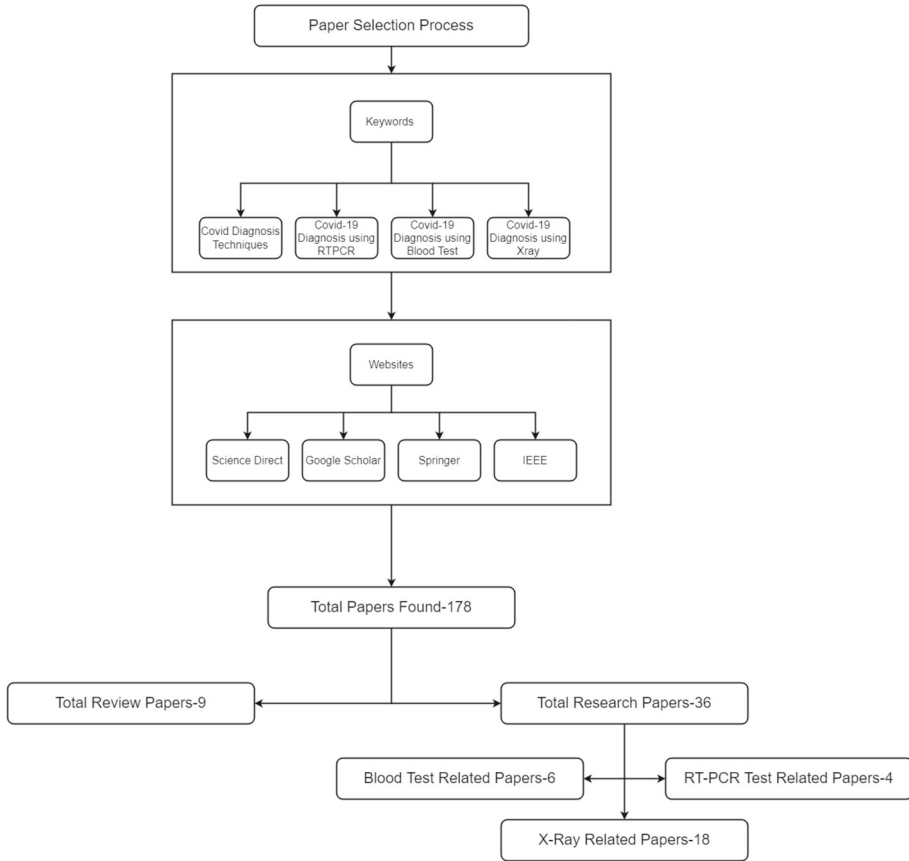 Paper Selection Process
Keywords
Covid Diagnosis
Techniques
Covid-19
Diagnosis using
RTPCR
Covid-19
Diagnosis using
Blood Test
Covid-19
Diagnosis using
Xray
Websites
Science Direct
Google Scholar
Springer
IEEE
Total Papers Found-178
Total Review Papers-9
Total Research Papers-36
Blood Test Related Papers-6
RT-PCR Test Related Papers-4
X-Ray Related Papers-18